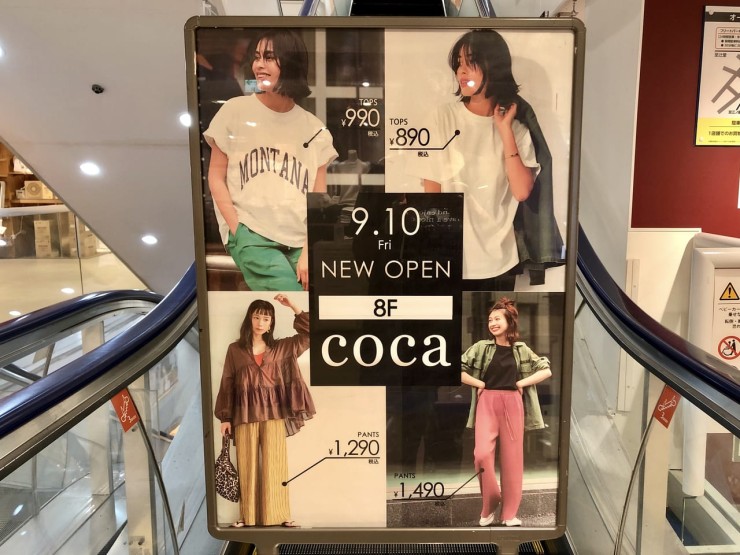 TOPS
¥990
税込
TOPS
¥890
税込
MONTANA
9.10
Fri
NEW OPEN
8F
coca
PANTS
¥1,290
税込
PANTS
¥1,490
税込